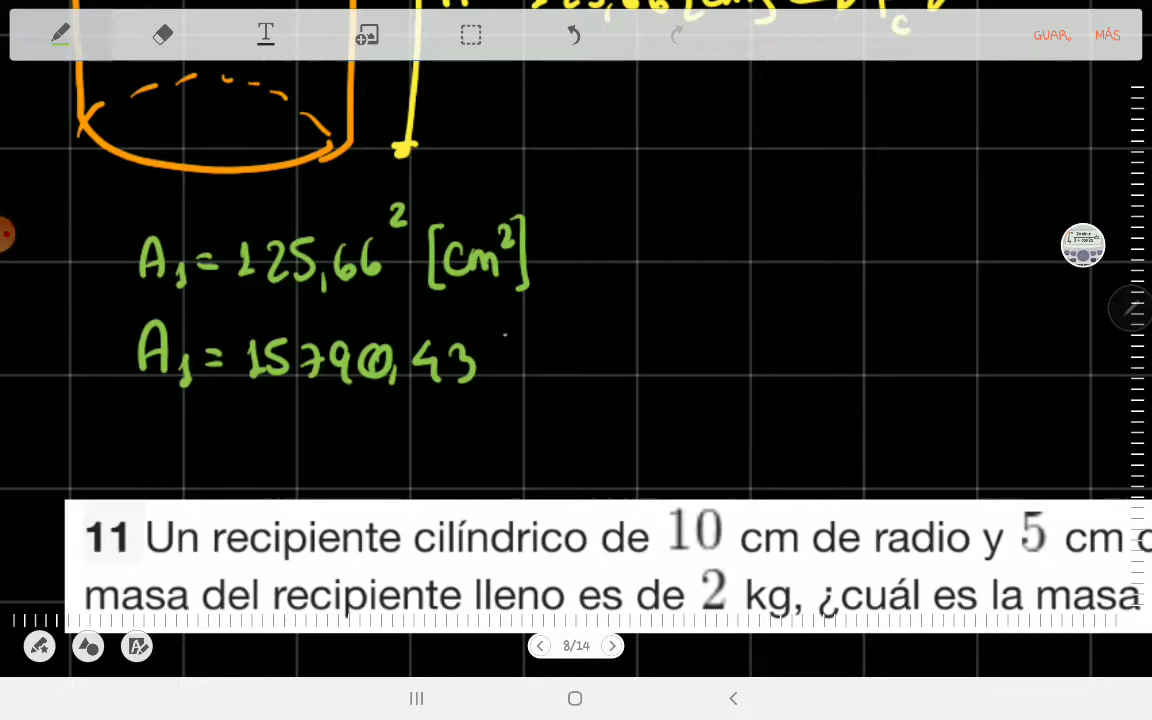 T
GUAR.
MÁS
A₁ = 125,66² [cm²]
A₁ = 15790,43
11 Un recipiente cilíndrico de 10 cm de radio y 5 cm
masa del recipiente lleno es de 2 kg, ¿cuál es la masa
8/14